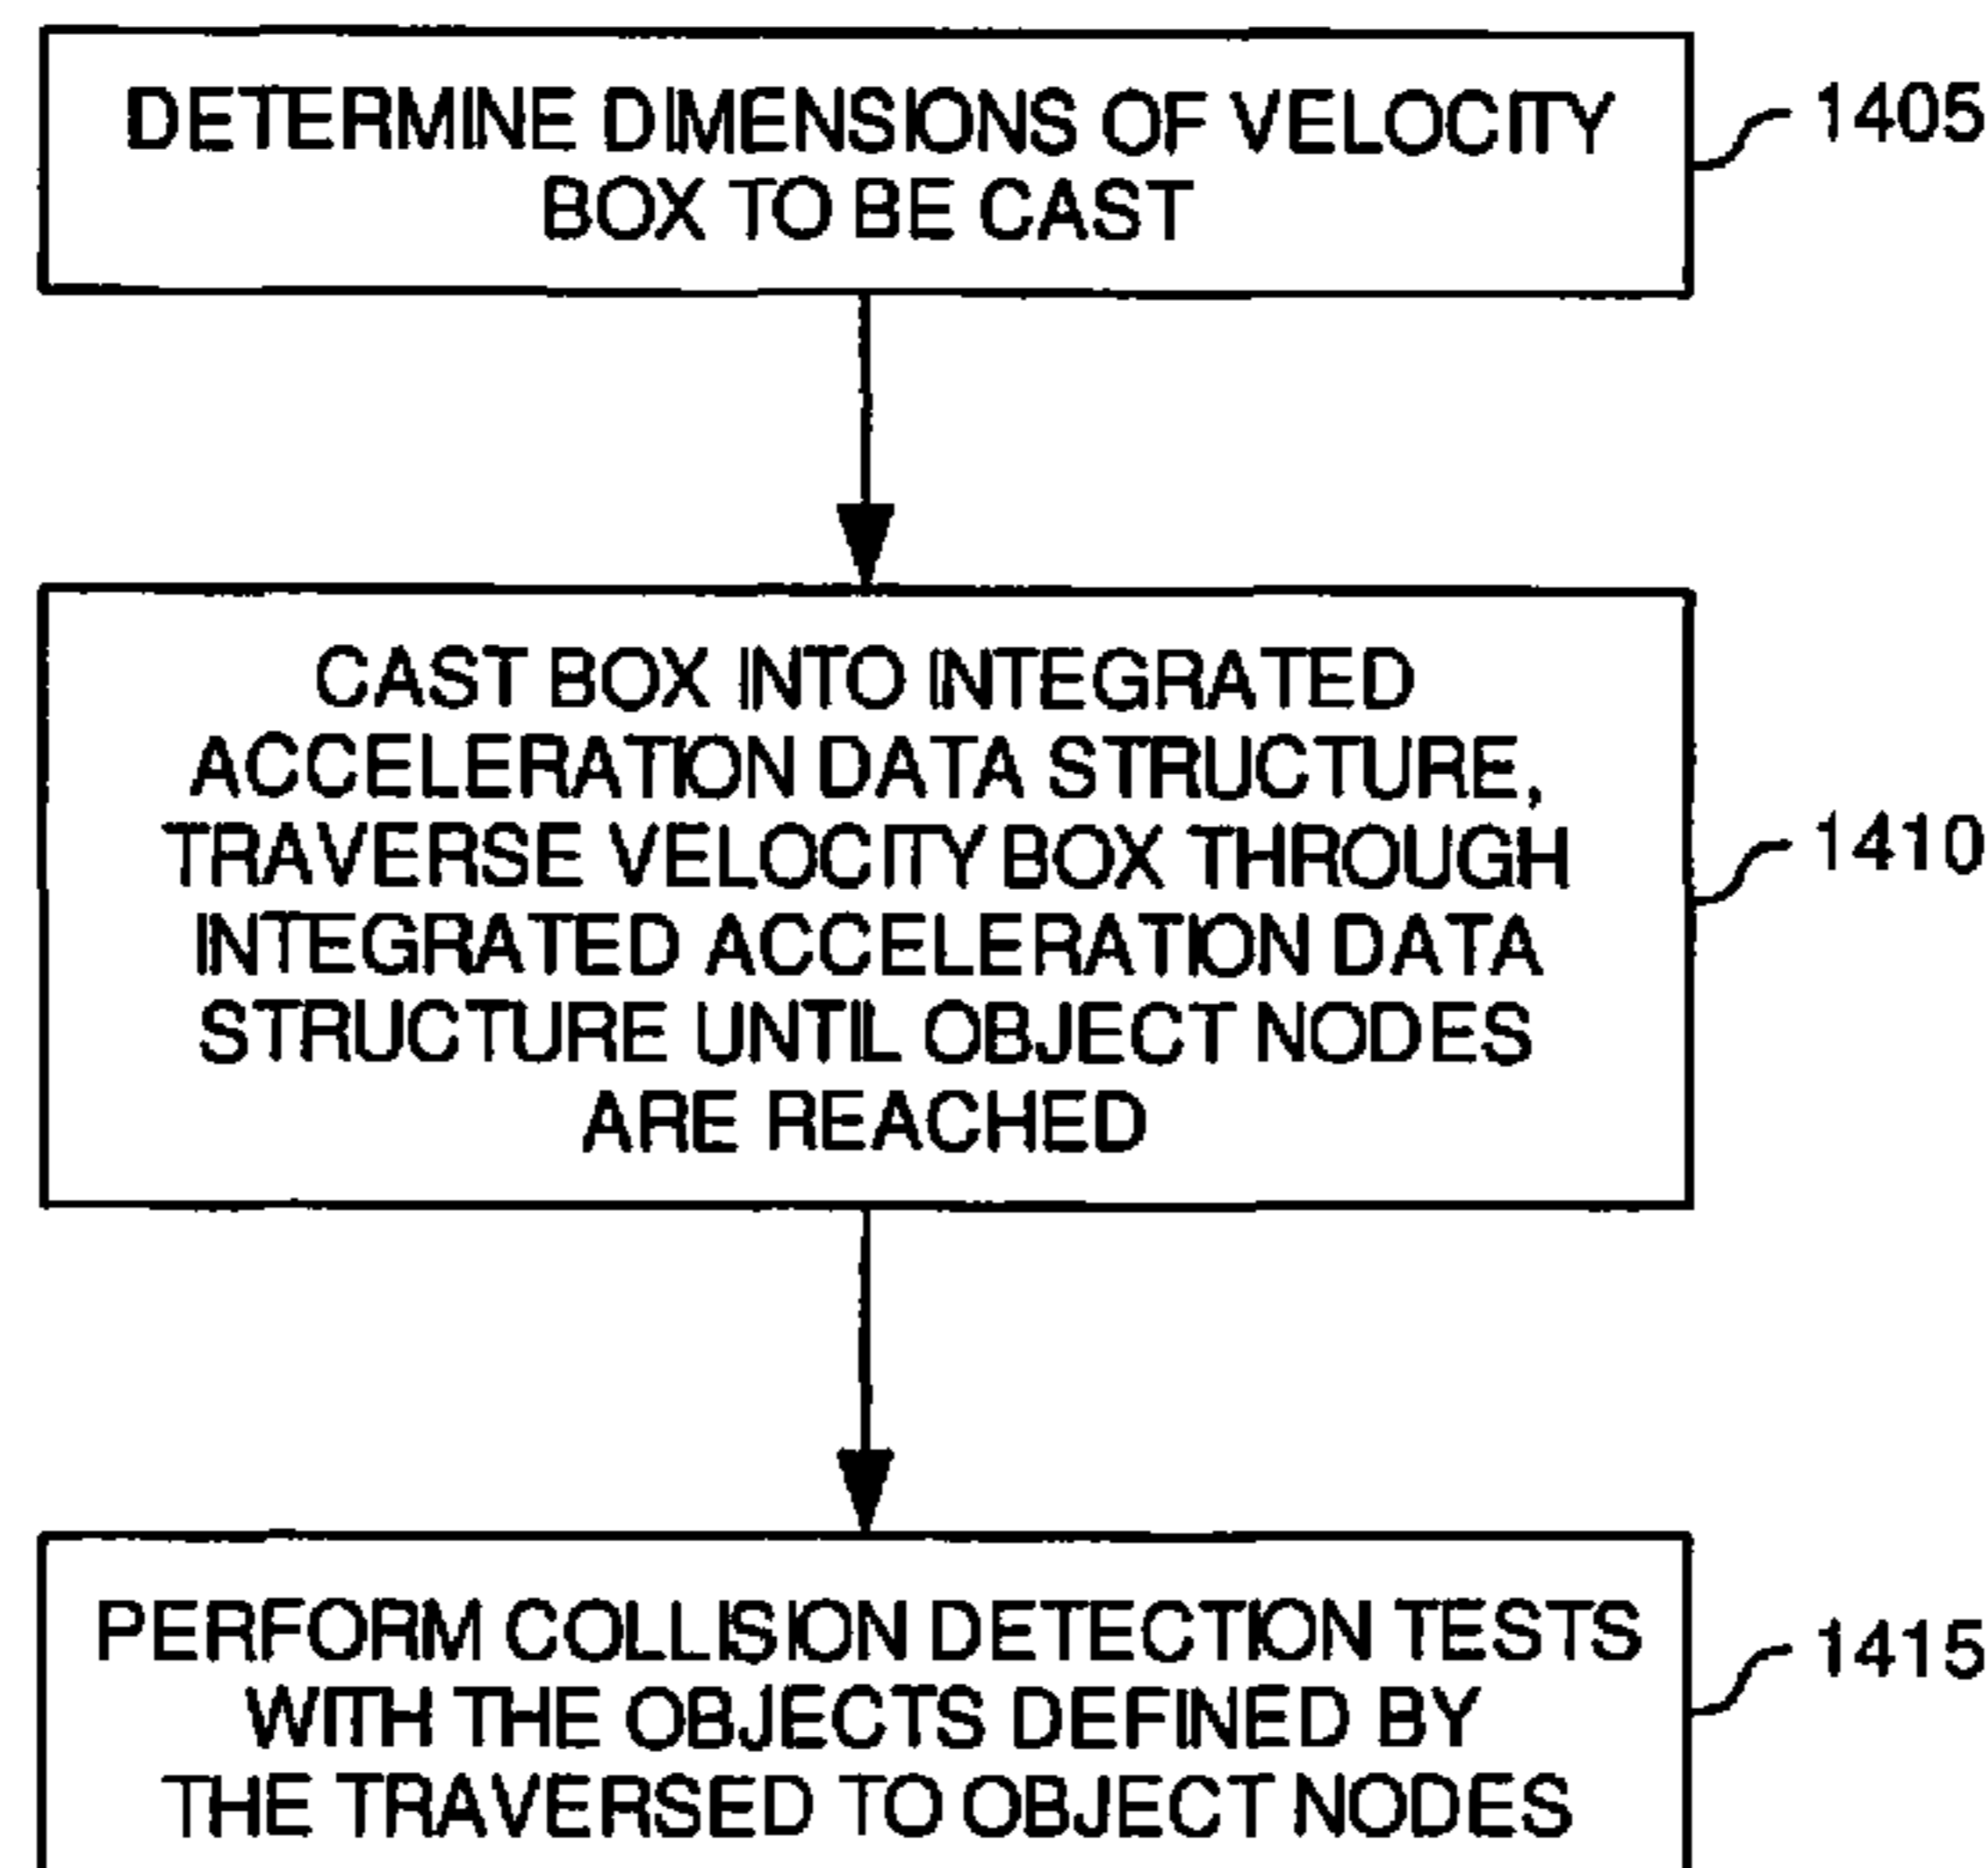 DETERMINE DIMENSIONS OF VELOCITY
BOX TO BE CAST
1405
CAST BOX INTO INTEGRATED
ACCELERATION DATA STRUCTURE,
TRAVERSE VELOCITY BOX THROUGH
INTEGRATED ACCELERATION DATA
STRUCTURE UNTIL OBJECT NODES
ARE REACHED
1410
PERFORM COLLISION DETECTION TESTS
WITH THE OBJECTS DEFINED BY
THE TRAVERSED TO OBJECT NODES
1415